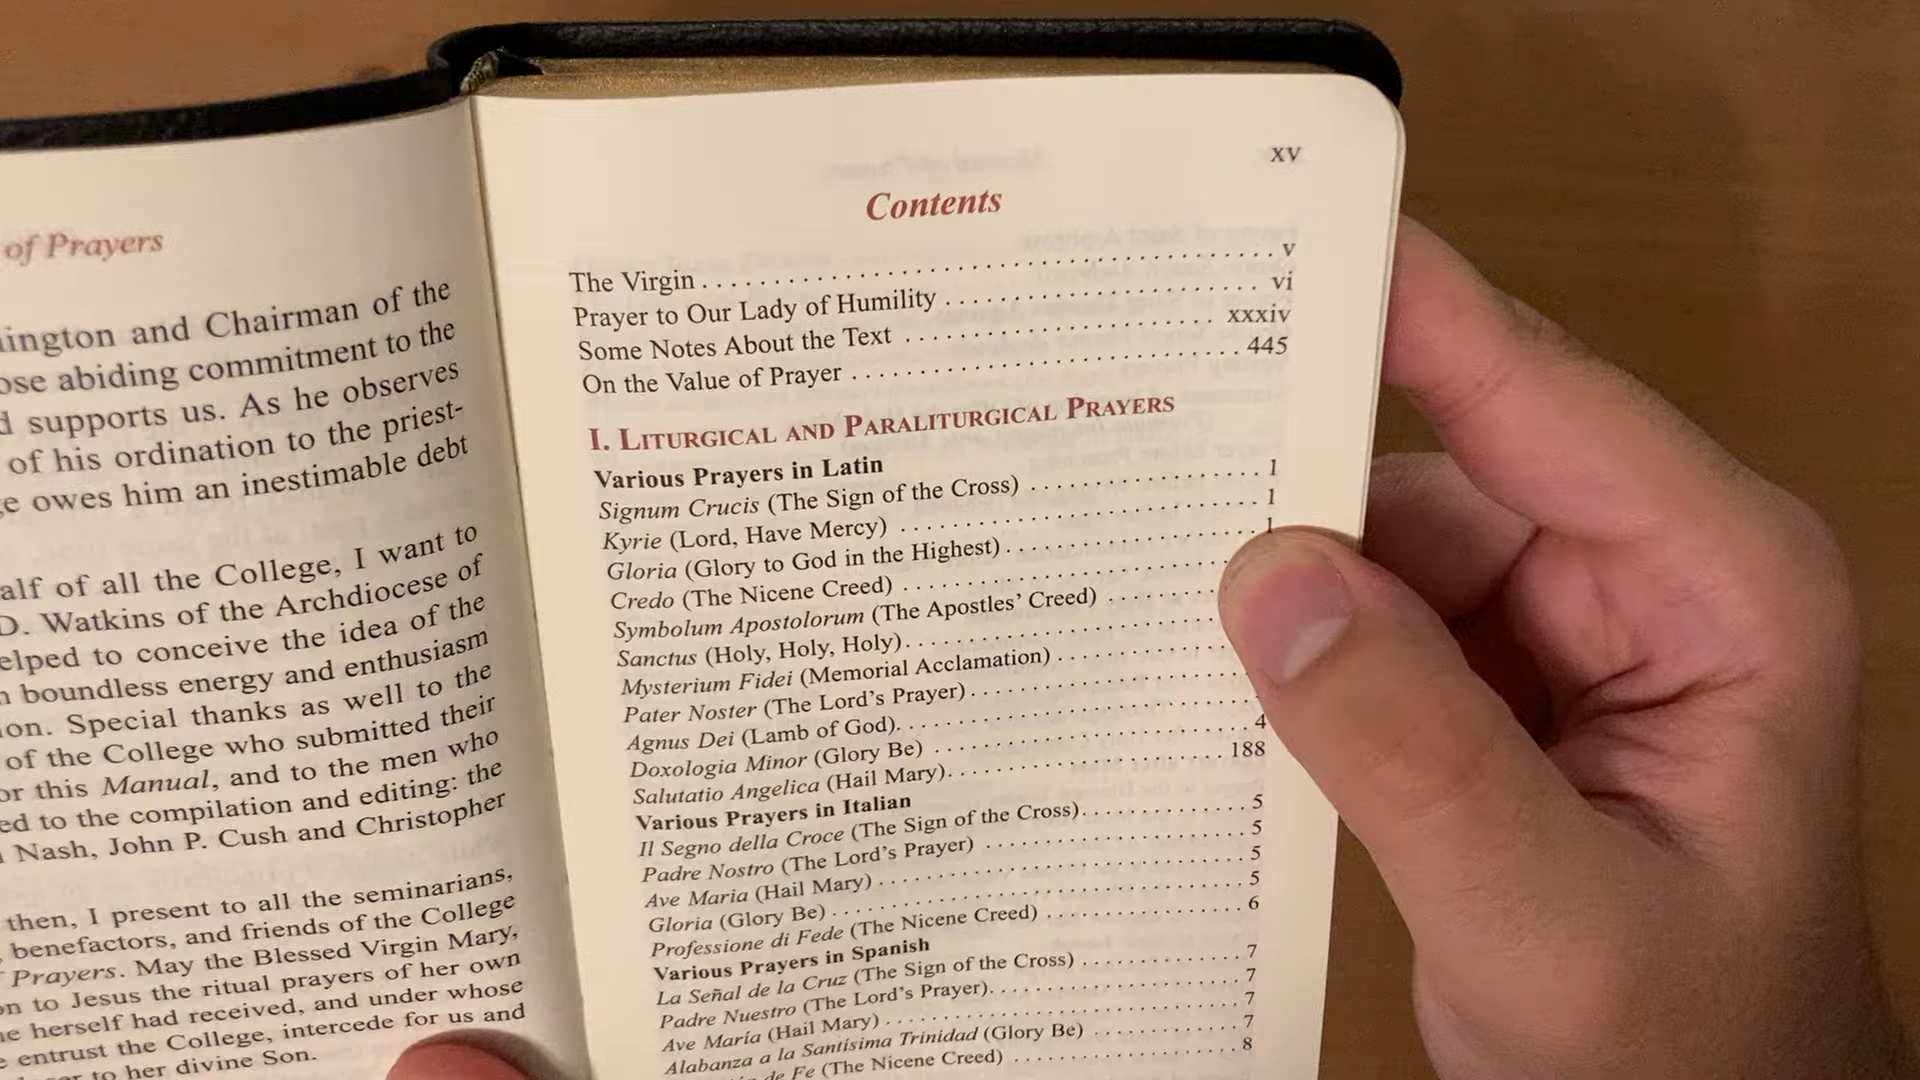 of Prayers
and Chairman of the
abiding commitment to the
supports us. As he observes
of his ordination to the priest-
owes him an inestimable debt
of all the College, I want to
D. Watkins of the Archdiocese of
to conceive the idea of the
boundless energy and enthusiasm
Special thanks as well to the
of the College who submitted their
this Manual, and to the men who
to the compilation and editing: the
Nash, John P. Cush and Christopher
then, I present to all the seminarians,
benefactors, and friends of the College
Prayers. May the Blessed Virgin Mary,
to Jesus the ritual prayers of her own
herself had received, and under whose
entrust the College, intercede for us and
to her divine Son.
xv
Contents
The Virgin . . . . . . . . . . v
Prayer to Our Lady of Humility . . . . . . . . . . vi
Some Notes About the Text . . . . . . . . . . xxxiv
On the Value of Prayer . . . . . . . . . . 445
I. LITURGICAL AND PARALITURGICAL PRAYERS
Various Prayers in Latin
Signum Crucis (The Sign of the Cross) . . . . . . . . . . 1
Kyrie (Lord, Have Mercy) . . . . . . . . . . 1
Gloria (Glory to God in the Highest) . . . . . . . . . . 1
Credo (The Nicene Creed) . . . . . . . . . .
Symbolum Apostolorum (The Apostles' Creed) . . . . . . . . . .
Sanctus (Holy, Holy, Holy) . . . . . . . . . .
Mysterium Fidei (Memorial Acclamation) . . . . . . . . . .
Pater Noster (The Lord's Prayer) . . . . . . . . . .
Agnus Dei (Lamb of God) . . . . . . . . . .
Doxologia Minor (Glory Be) . . . . . . . . . . 4
Salutatio Angelica (Hail Mary) . . . . . . . . . . 188
Various Prayers in Italian
Il Segno della Croce (The Sign of the Cross) . . . . . . . . . . 5
Padre Nostro (The Lord's Prayer) . . . . . . . . . . 5
Ave Maria (Hail Mary) . . . . . . . . . . 5
Gloria (Glory Be) . . . . . . . . . . 5
Professione di Fede (The Nicene Creed) . . . . . . . . . . 6
Various Prayers in Spanish
La Señal de la Cruz (The Sign of the Cross) . . . . . . . . . . 7
Padre Nuestro (The Lord's Prayer) . . . . . . . . . . 7
Ave María (Hail Mary) . . . . . . . . . . 7
Alabanza a la Santísima Trinidad (Glory Be) . . . . . . . . . . 7
de Fe (The Nicene Creed) . . . . . . . . . . 8